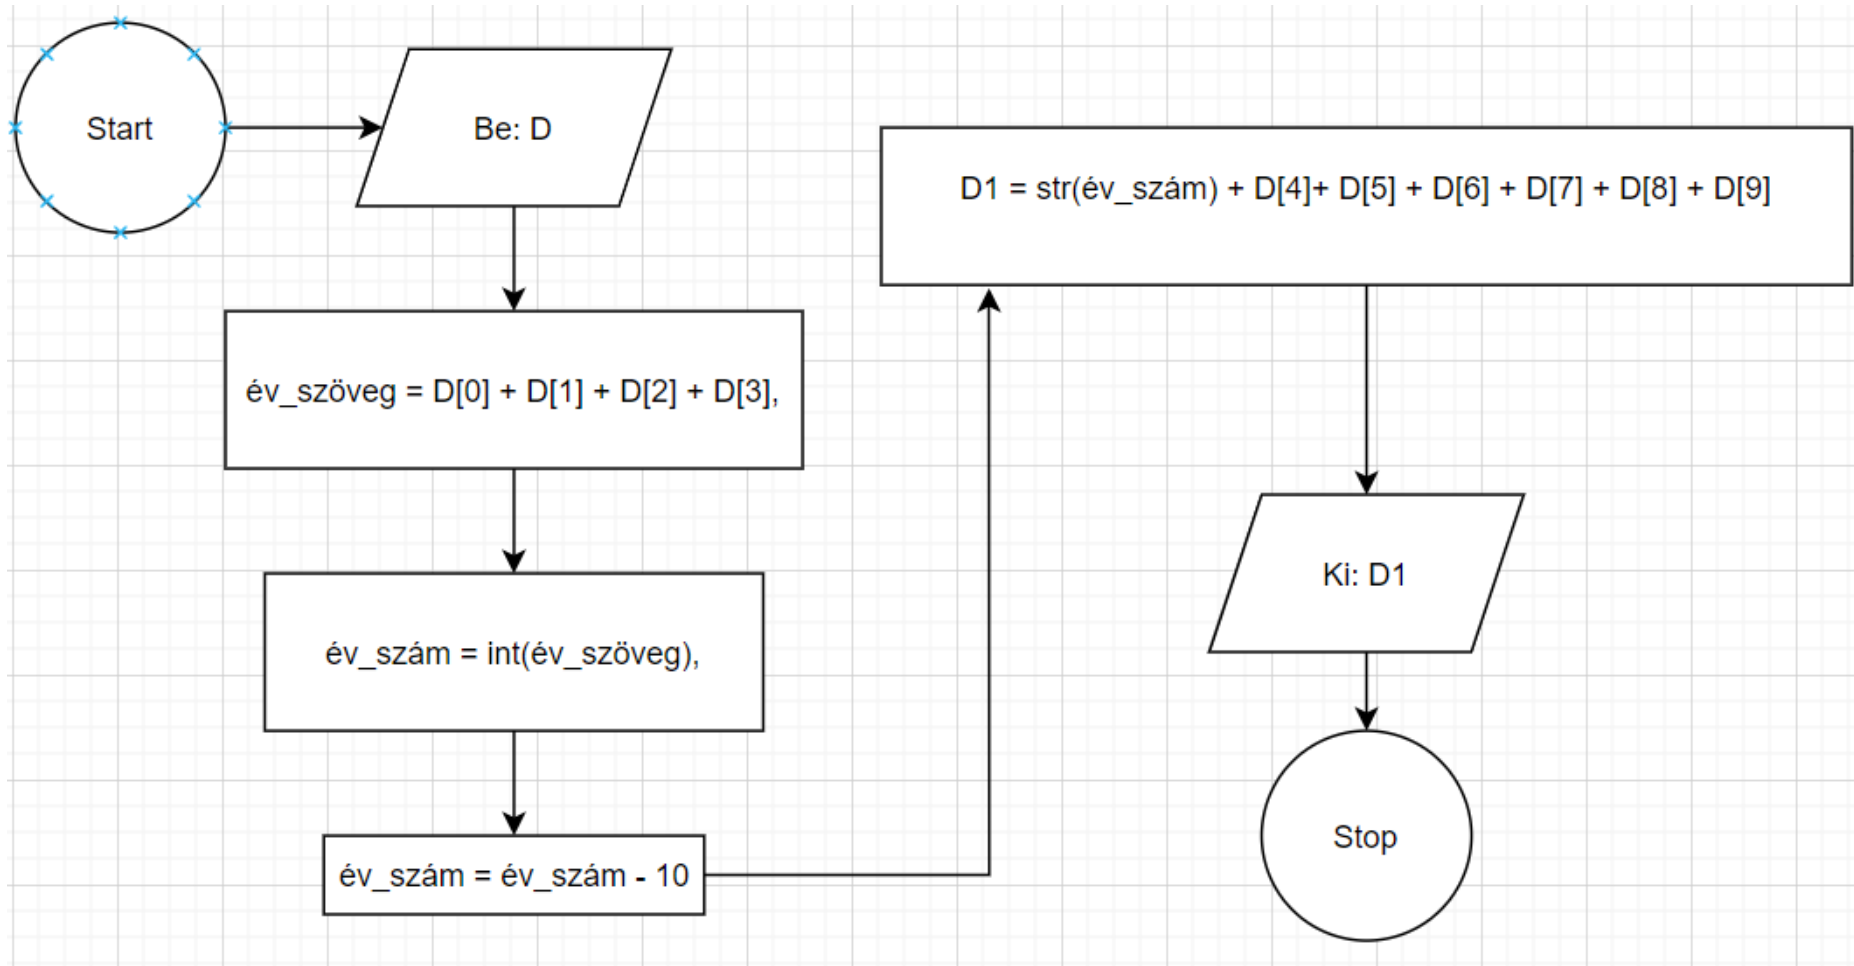 Start
Be: D
év_szöveg = D[0] + D[1] + D[2] + D[3],
év_szám = int(év_szöveg),
év_szám = év_szám - 10
D1 = str(év_szám) + D[4]+ D[5] + D[6] + D[7] + D[8] + D[9]
Ki: D1
Stop